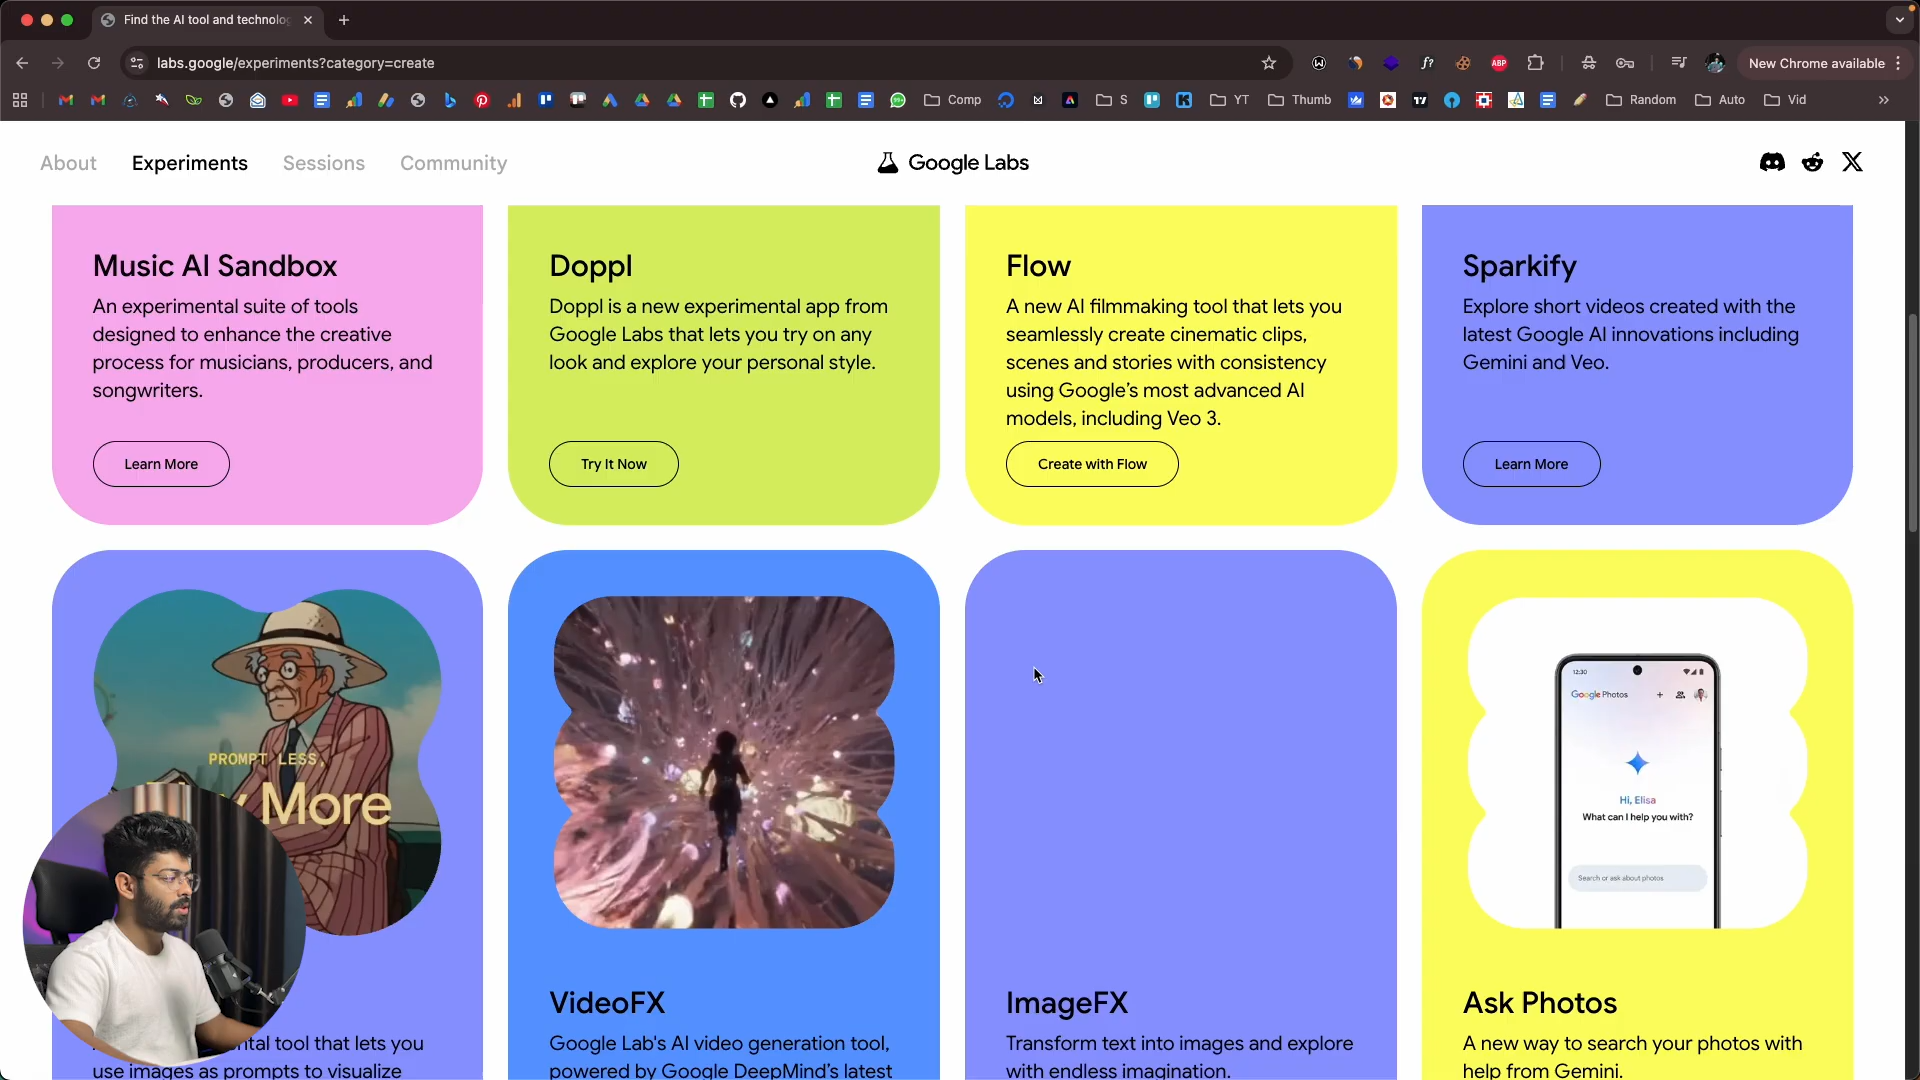 Find the AI tool and technolog
labs.google/experiments?category=create
New Chrome available
Comp
S
YT
Thumb
Random
Auto
Vid
About
Experiments
Sessions
Community
Google Labs
Music AI Sandbox
An experimental suite of tools
designed to enhance the creative
process for musicians, producers, and
songwriters.
Learn More
Doppl
Doppl is a new experimental app from
Google Labs that lets you try on any
look and explore your personal style.
Try It Now
Flow
A new AI filmmaking tool that lets you
seamlessly create cinematic clips,
scenes and stories with consistency
using Google's most advanced AI
models, including Veo 3.
Create with Flow
Sparkify
Explore short videos created with the
latest Google AI innovations including
Gemini and Veo.
Learn More
PROMPT LESS,
More
tool that lets you
use images as prompts to visualize
VideoFX
Google Lab's AI video generation tool,
powered by Google DeepMind's latest
ImageFX
Transform text into images and explore
with endless imagination.
12:30
Google Photos
Hi, Elisa
What can I help you with?
Search or ask about photos
Ask Photos
A new way to search your photos with
help from Gemini.